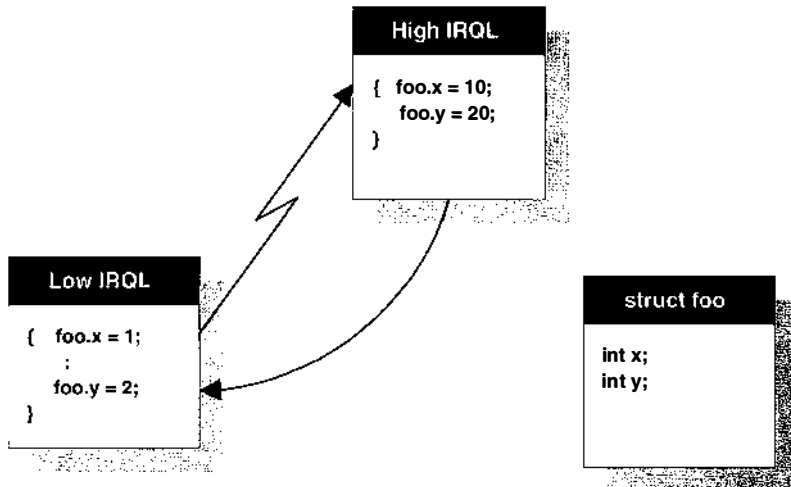 High IRQL
{ foo.x = 10;
foo.y = 20;
}
Low IRQL
{ foo.x = 1;
:
foo.y = 2;
}
struct foo
int x;
int y;